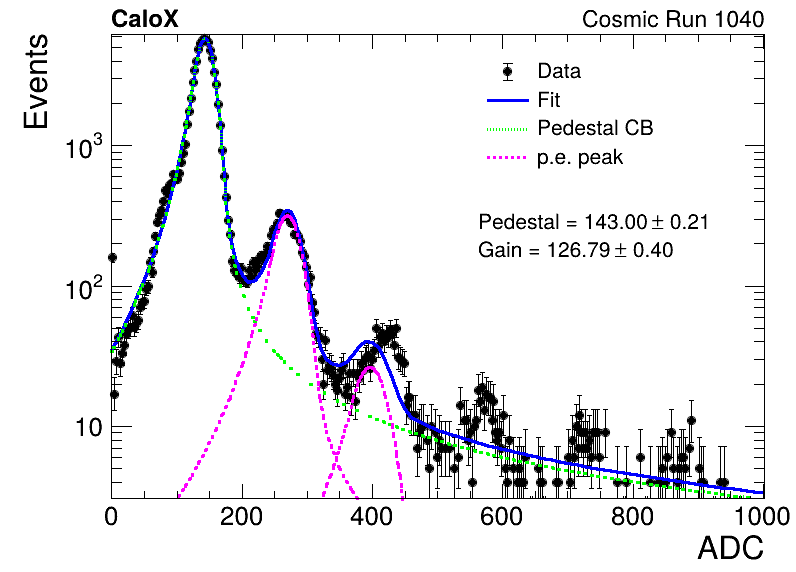 CaloX
Cosmic Run 1040
Events
Data
Fit
Pedestal CB
p.e. peak
Pedestal = 143.00 ± 0.21
Gain = 126.79 ± 0.40
10³
10²
10
0 200 400 600 800 1000
ADC